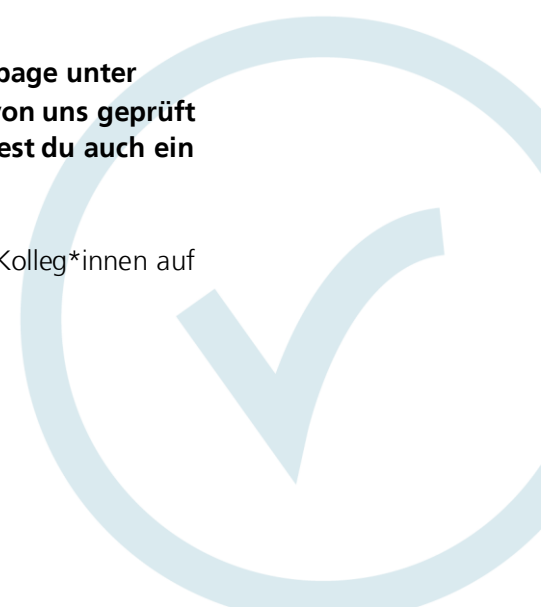 page unter
von uns geprüft
est du auch ein
Kolleg*innen auf